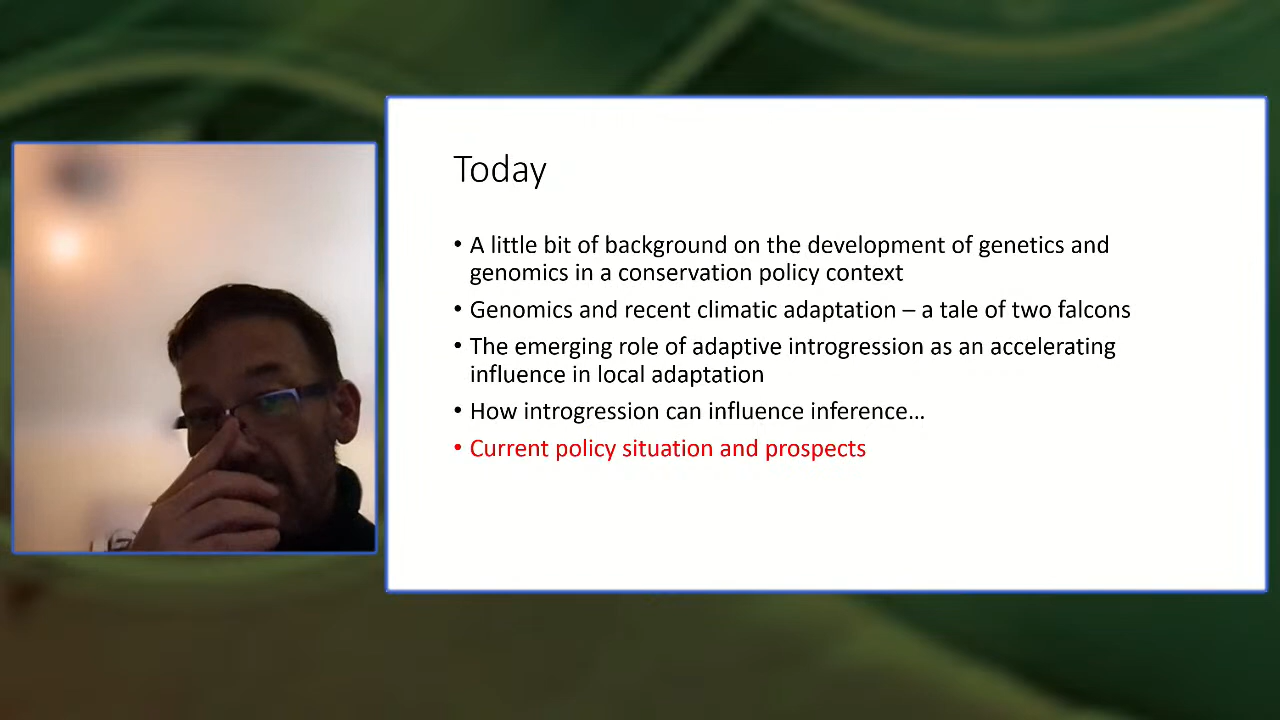 Today
• A little bit of background on the development of genetics and
genomics in a conservation policy context
• Genomics and recent climatic adaptation – a tale of two falcons
• The emerging role of adaptive introgression as an accelerating
influence in local adaptation
• How introgression can influence inference…
• Current policy situation and prospects